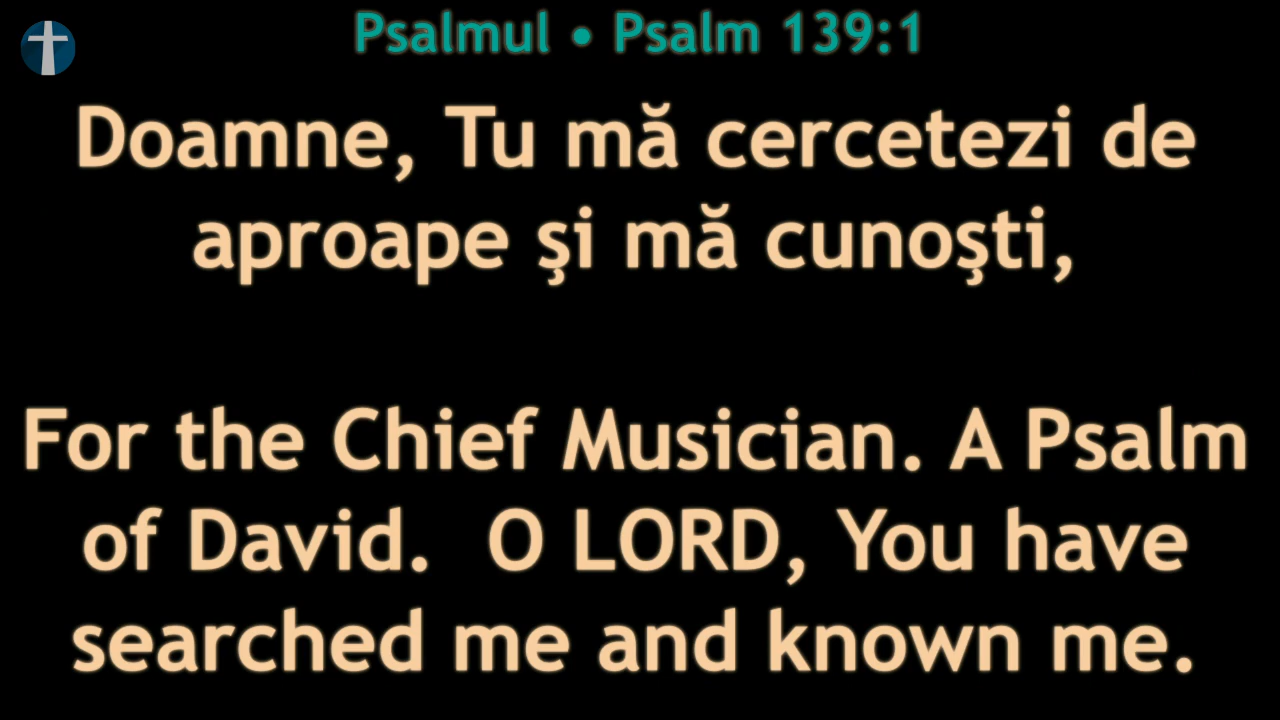 Psalmul • Psalm 139:1
Doamne, Tu mă cercetezi de
aproape şi mă cunoşti,
For the Chief Musician. A Psalm
of David.  O LORD, You have
searched me and known me.